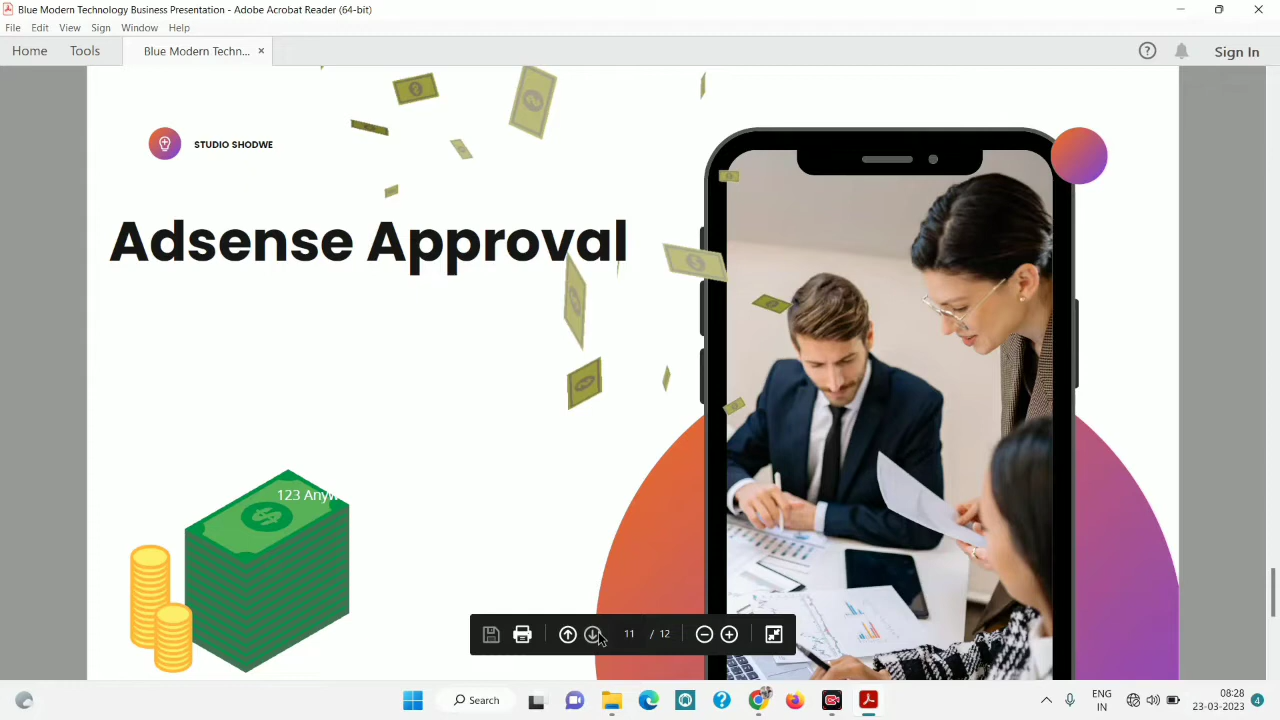 Blue Modern Technology Business Presentation - Adobe Acrobat Reader (64-bit)
File Edit View Sign Window Help
Home Tools Blue Modern Techn... × Sign In
STUDIO SHODWE
Adsense Approval
123 Anyw
11 / 12
Search
ENG
IN
08:28
23-03-2023
4